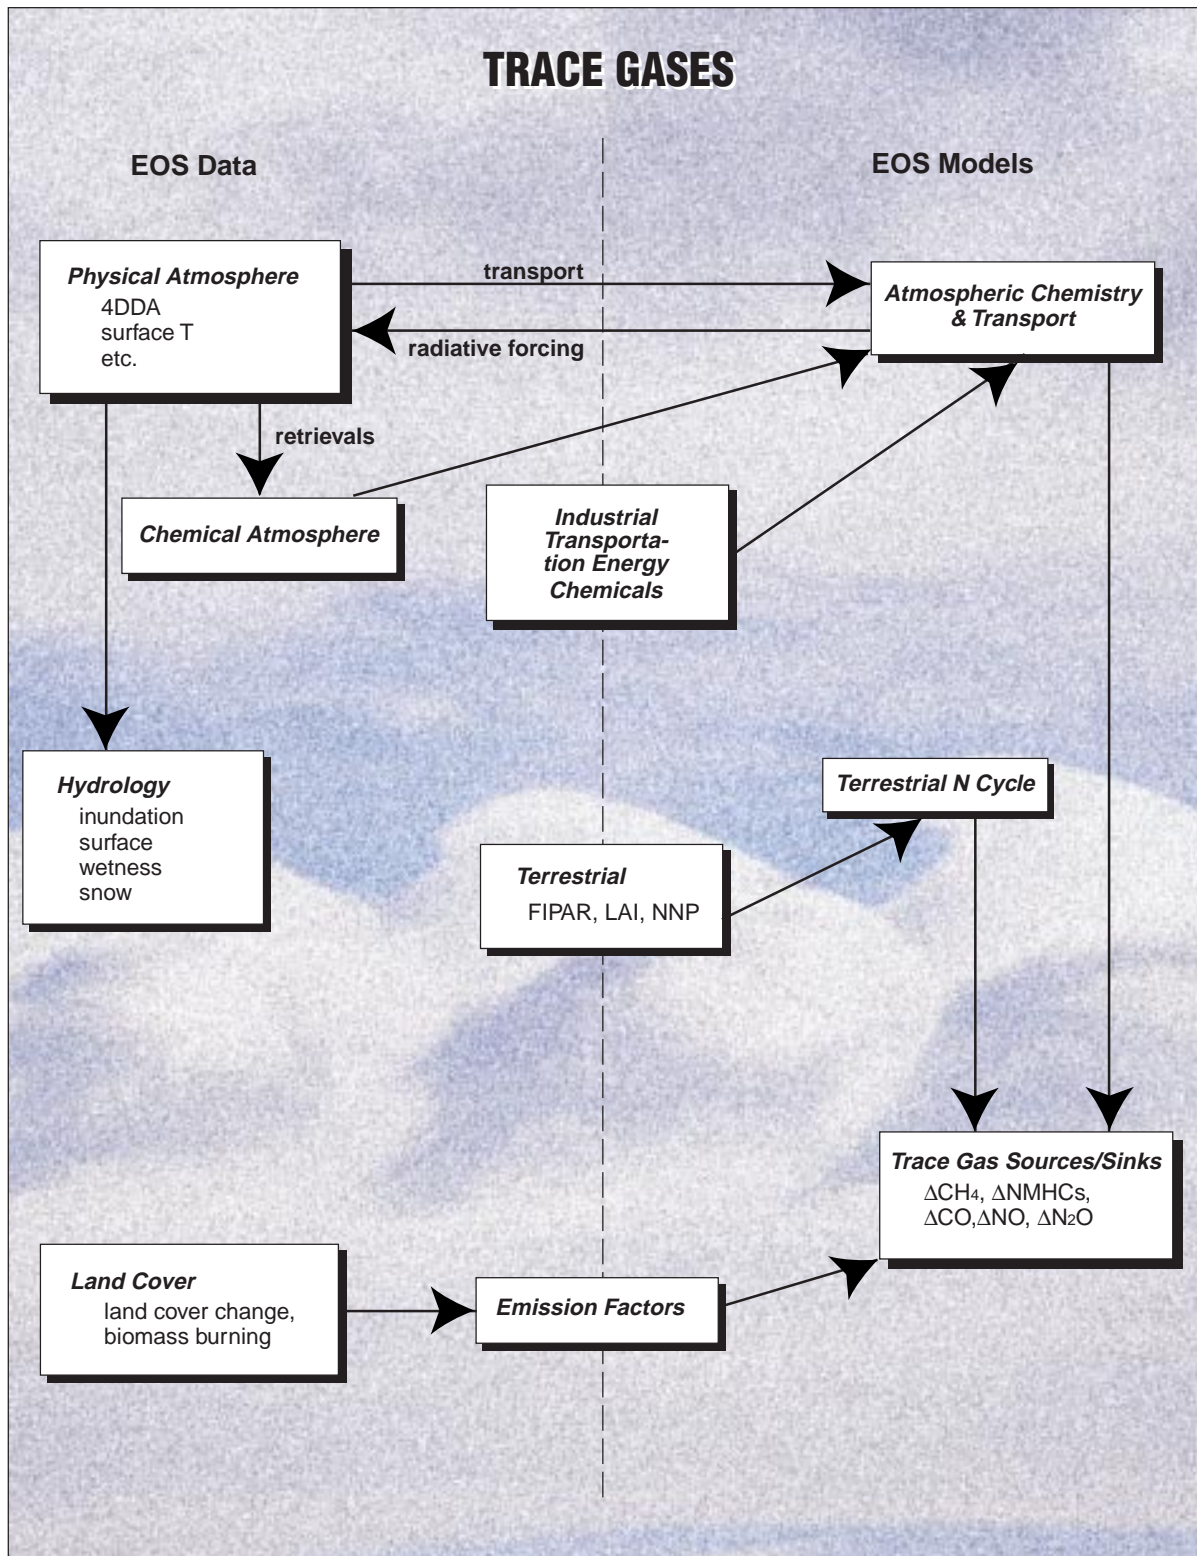 TRACE GASES
EOS Data
EOS Models
Physical Atmosphere
4DDA
surface T
etc.
transport
radiative forcing
Atmospheric Chemistry
& Transport
retrievals
Chemical Atmosphere
Industrial
Transporta-
tion Energy
Chemicals
Hydrology
inundation
surface
wetness
snow
Terrestrial N Cycle
Terrestrial
FIPAR, LAI, NNP
Trace Gas Sources/Sinks
ΔCH₄, ΔNMHCs,
ΔCO,ΔNO, ΔN₂O
Land Cover
land cover change,
biomass burning
Emission Factors